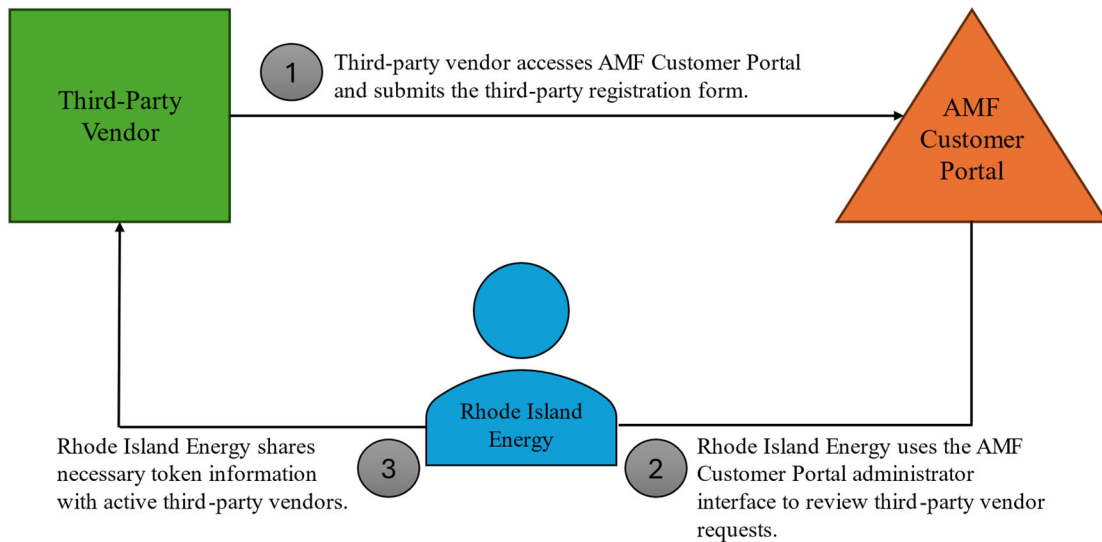 1
Third-party vendor accesses AMF Customer Portal
and submits the third-party registration form.
Third-Party
Vendor
AMF
Customer
Portal
Rhode Island
Energy
Rhode Island Energy shares
necessary token information
with active third-party vendors.
3
2
Rhode Island Energy uses the AMF
Customer Portal administrator
interface to review third-party vendor
requests.